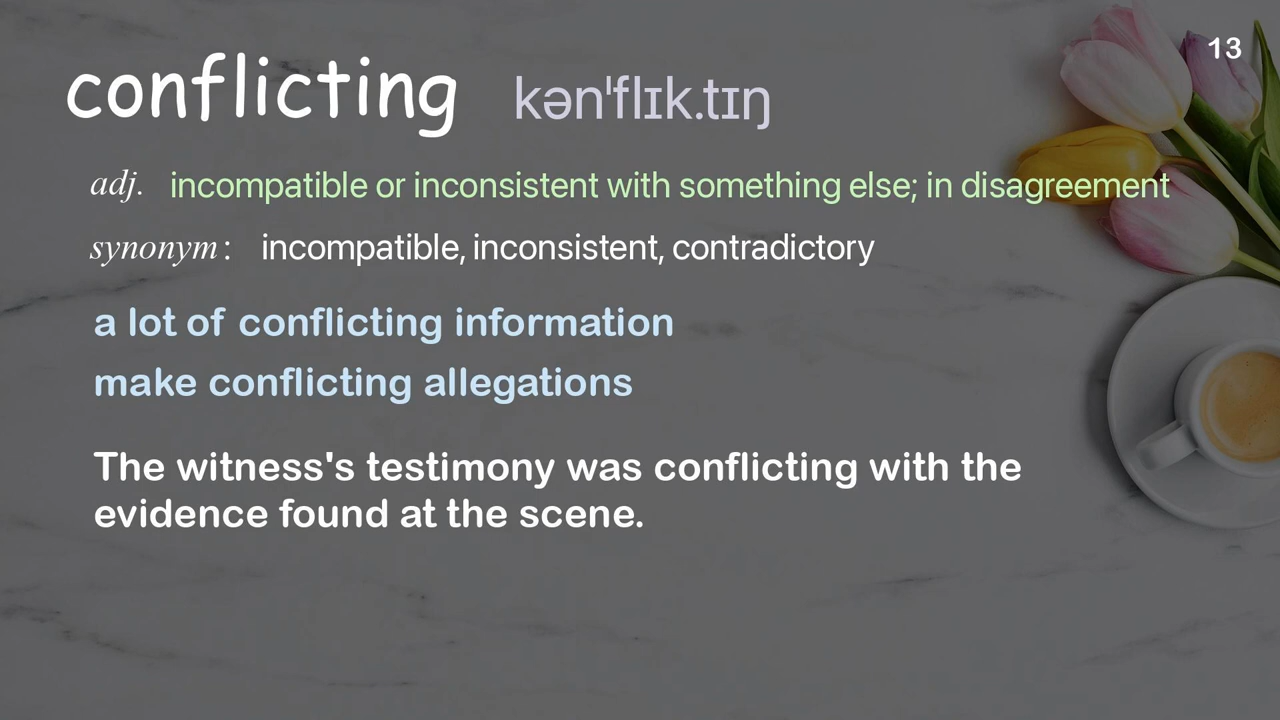 13
conflicting kənˈflɪk.tɪŋ
adj. incompatible or inconsistent with something else; in disagreement
synonym: incompatible, inconsistent, contradictory
a lot of conflicting information
make conflicting allegations
The witness's testimony was conflicting with the
evidence found at the scene.